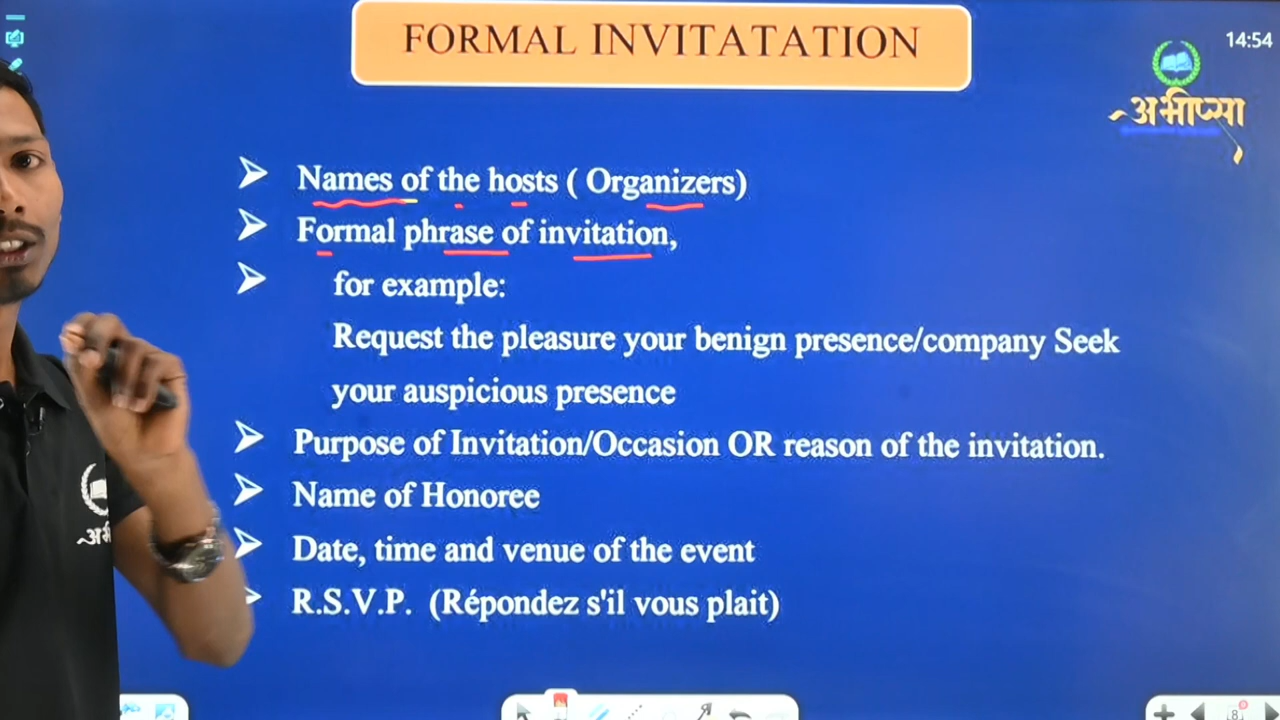 FORMAL INVITATATION
14:54
अभीप्सा
Names of the hosts ( Organizers)
Formal phrase of invitation,
for example:
Request the pleasure your benign presence/company Seek
your auspicious presence
Purpose of Invitation/Occasion OR reason of the invitation.
Name of Honoree
Date, time and venue of the event
R.S.V.P. (Répondez s'il vous plait)